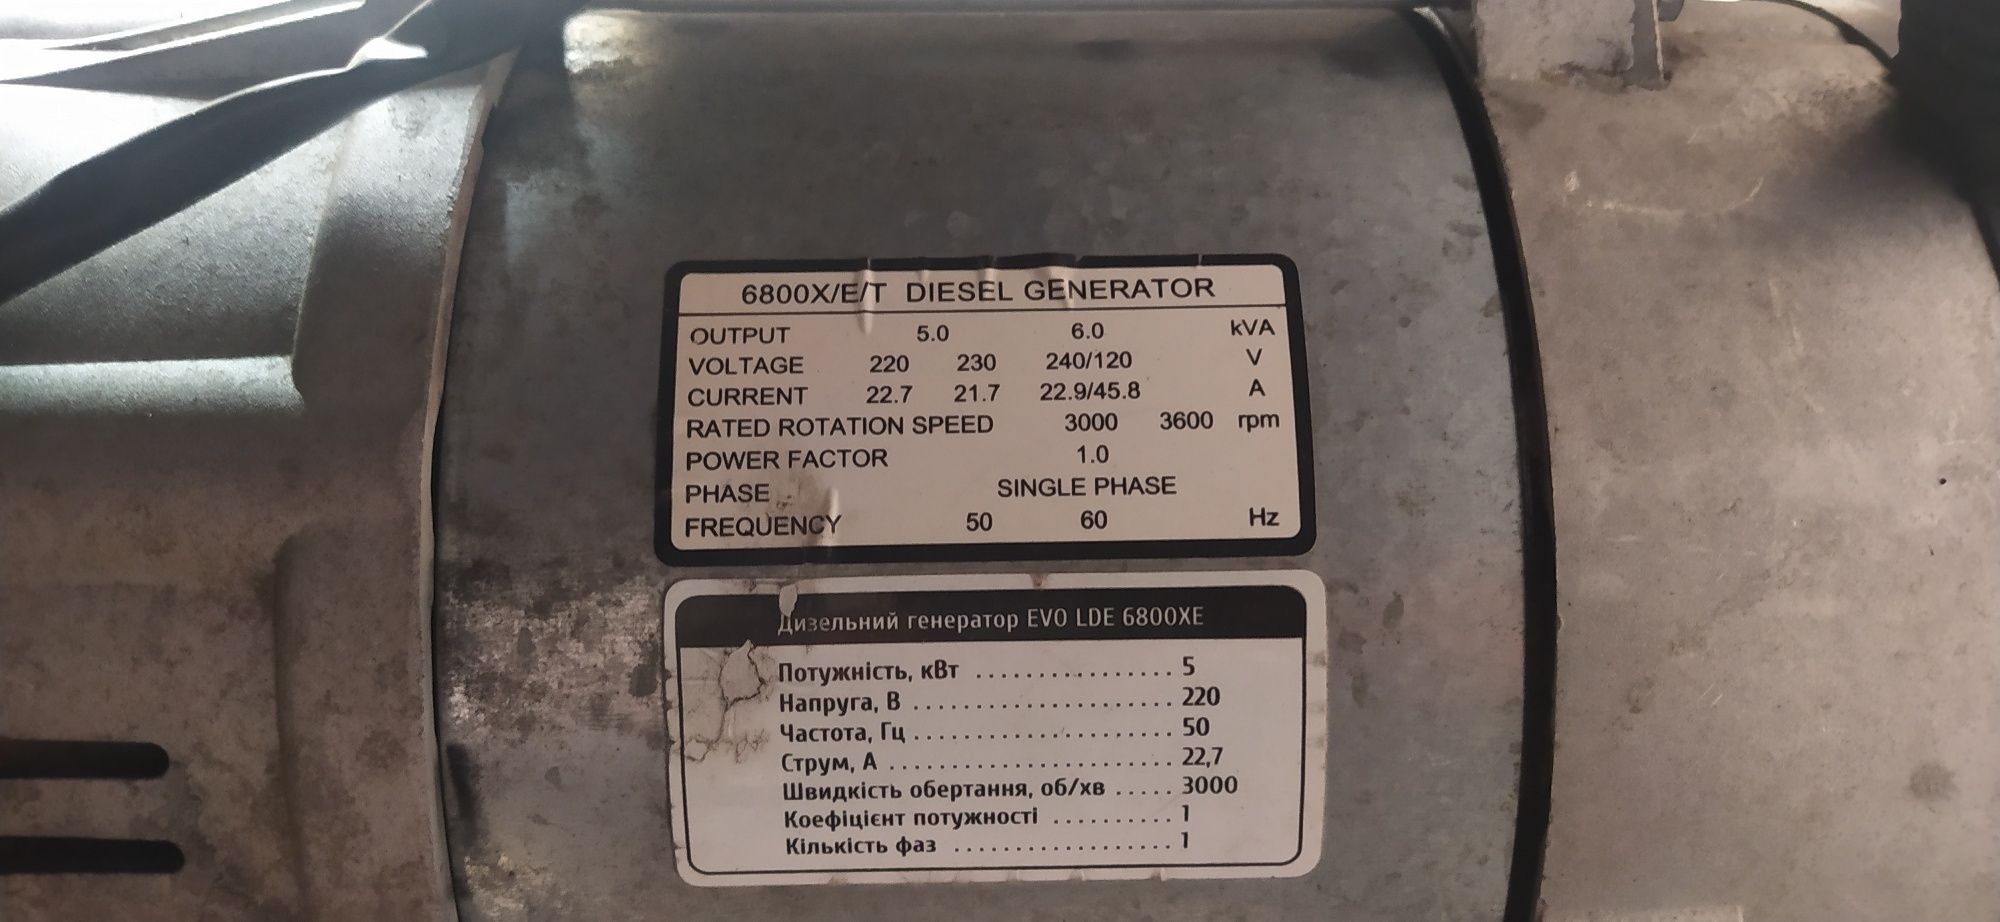 6800X/E/T DIESEL GENERATOR
OUTPUT 5.0 6.0 kVA
VOLTAGE 220 230 240/120 V
CURRENT 22.7 21.7 22.9/45.8 A
RATED ROTATION SPEED 3000 3600 rpm
POWER FACTOR 1.0
PHASE SINGLE PHASE
FREQUENCY 50 60 Hz
Дизельний генератор EVO LDE 6800XE
Потужність, кВт ................ 5
Напруга, В ...................... 220
Частота, Гц ...................... 50
Струм, А ........................ 22,7
Швидкість обертання, об/хв ..... 3000
Коефіцієнт потужності .......... 1
Кількість фаз .................... 1